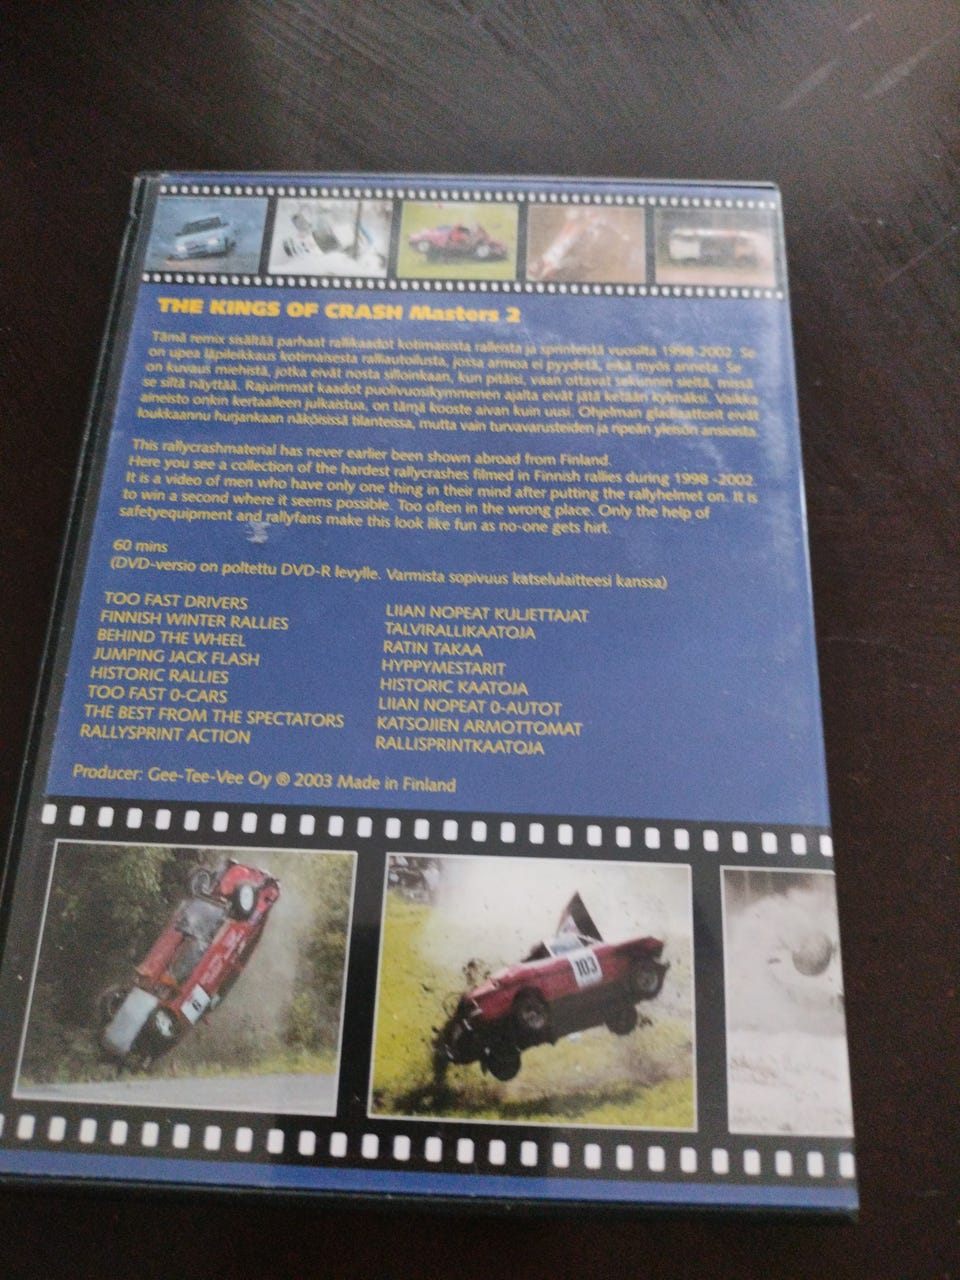 THE KINGS OF CRASH Masters 2
Tämä remix sisältää parhaat rallikaadot kotimaisista ralleista ja sprinteistä vuosilta 1998-2002. Se
on upea läpileikkaus kotimaisesta ralliautoilusta, jossa armoa ei pyydetä, eikä myös anneta. Se
on kuvaus miehistä, jotka eivät nosta silloinkaan, kun pitäisi, vaan ottavat sekunnin sieltä, missä
se siltä näyttää. Rajuimmat kaadot puolivuosikymmenen ajalta eivät jätä ketään kylmäksi. Vaikka
aineisto onkin kertaalleen julkaistua, on tämä kooste aivan kuin uusi. Ohjelman gladiaattorit eivät
loukkaannu hurjankaan näköisissä tilanteissa, mutta vain turvavarusteiden ja ripeän yleisön ansioista.
This rallycrashmaterial has never earlier been shown abroad from Finland.
Here you see a collection of the hardest rallycrashes filmed in Finnish rallies during 1998 -2002.
It is a video of men who have only one thing in their mind after putting the rallyhelmet on. It is
to win a second where it seems possible. Too often in the wrong place. Only the help of
safetyequipment and rallyfans make this look like fun as no-one gets hirt.
60 mins
(DVD-versio on poltettu DVD-R levylle. Varmista sopivuus katselulaitteesi kanssa)
TOO FAST DRIVERS
FINNISH WINTER RALLIES
BEHIND THE WHEEL
JUMPING JACK FLASH
HISTORIC RALLIES
TOO FAST 0-CARS
THE BEST FROM THE SPECTATORS
RALLYSPRINT ACTION
LIIAN NOPEAT KULJETTAJAT
TALVIRALLIKAATOJA
RATIN TAKAA
HYPPYMESTARIT
HISTORIC KAATOJA
LIIAN NOPEAT 0-AUTOT
KATSOJIEN ARMOTTOMAT
RALLISPRINTKAATOJA
Producer: Gee-Tee-Vee Oy ® 2003 Made in Finland
103